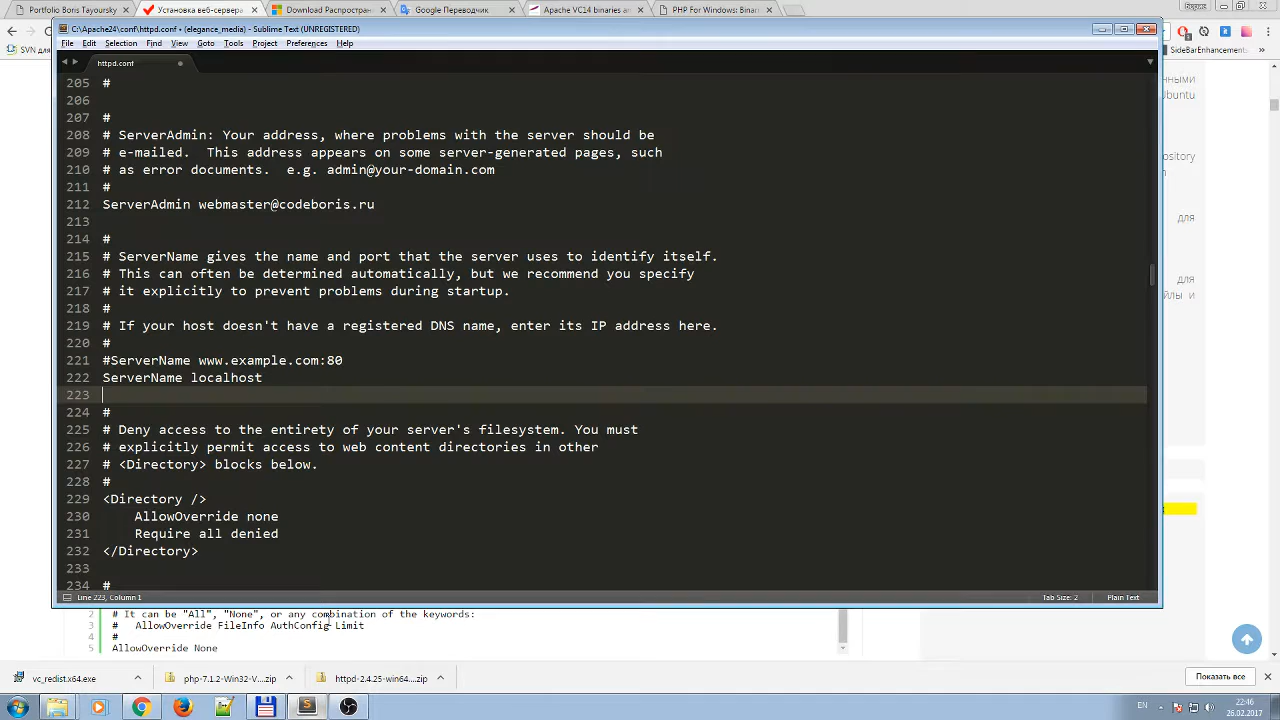 Portfolio Boris Tayoursky
Установка веб-сервера
Download Распростран
Google Переводчик
Apache VC14 binaries an
PHP For Windows: Binar
SVN для
SideBarEnhancements
C:\Apache24\conf\httpd.conf • (elegance_media) - Sublime Text (UNREGISTERED)
File Edit Selection Find View Goto Tools Project Preferences Help
httpd.conf
205 #
206
207 #
208 # ServerAdmin: Your address, where problems with the server should be
209 # e-mailed.  This address appears on some server-generated pages, such
210 # as error documents.  e.g. admin@your-domain.com
211 #
212 ServerAdmin webmaster@codeboris.ru
213
214 #
215 # ServerName gives the name and port that the server uses to identify itself.
216 # This can often be determined automatically, but we recommend you specify
217 # it explicitly to prevent problems during startup.
218 #
219 # If your host doesn't have a registered DNS name, enter its IP address here.
220 #
221 #ServerName www.example.com:80
222 ServerName localhost
223
224 #
225 # Deny access to the entirety of your server's filesystem. You must
226 # explicitly permit access to web content directories in other
227 # <Directory> blocks below.
228 #
229 <Directory />
230     AllowOverride none
231     Require all denied
232 </Directory>
233
234 #
Line 223, Column 1
Tab Size: 2
Plain Text
нными
Ubuntu
ository
для
для
йлы и
2 # It can be "All", "None", or any combination of the keywords:
3 #   AllowOverride FileInfo AuthConfig Limit
4 #
5 AllowOverride None
vc_redist.x64.exe
php-7.1.2-Win32-V....zip
httpd-2.4.25-win64....zip
Показать все
EN
22:46
26.02.2017